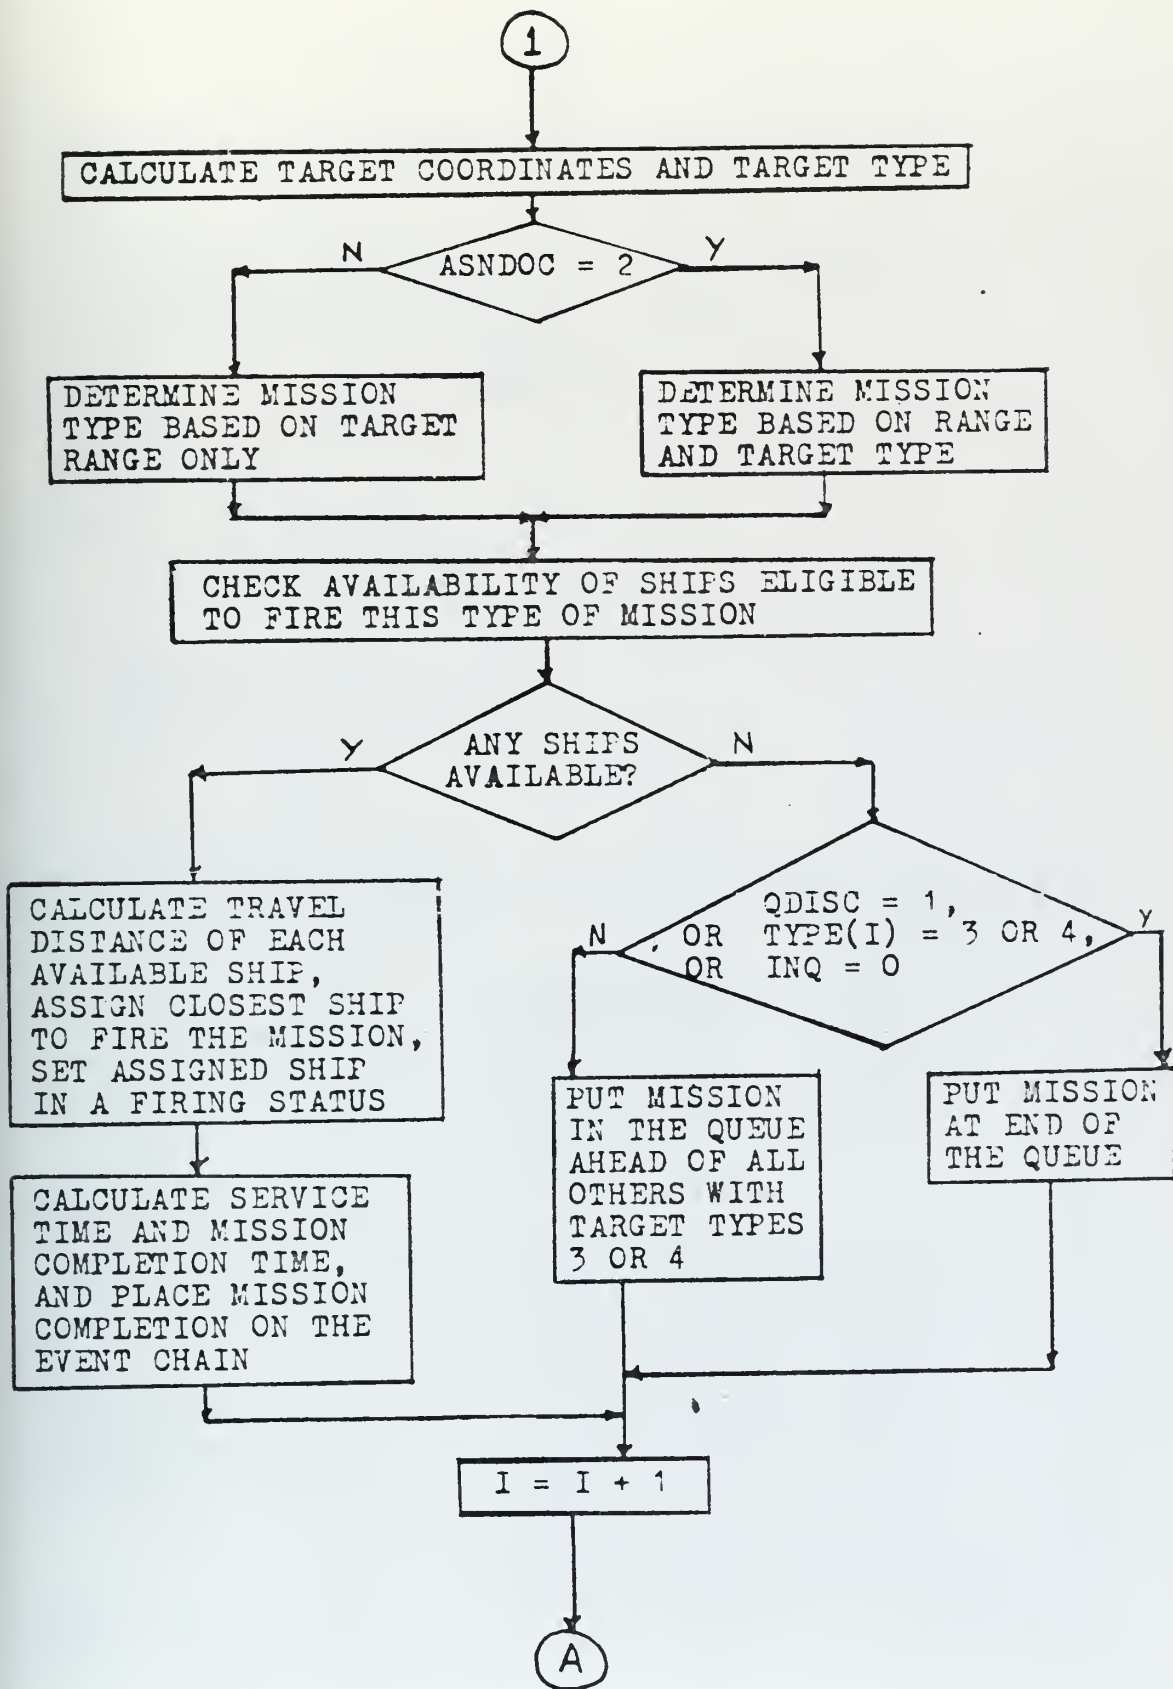 1
CALCULATE TARGET COORDINATES AND TARGET TYPE
N
ASNDOC = 2
Y
DETERMINE MISSION
TYPE BASED ON TARGET
RANGE ONLY
DETERMINE MISSION
TYPE BASED ON RANGE
AND TARGET TYPE
CHECK AVAILABILITY OF SHIPS ELIGIBLE
TO FIRE THIS TYPE OF MISSION
Y
ANY SHIPS
AVAILABLE?
N
CALCULATE TRAVEL
DISTANCE OF EACH
AVAILABLE SHIP,
ASSIGN CLOSEST SHIP
TO FIRE THE MISSION,
SET ASSIGNED SHIP
IN A FIRING STATUS
N
QDISC = 1,
OR TYPE(I) = 3 OR 4,
OR INQ = 0
Y
PUT MISSION
IN THE QUEUE
AHEAD OF ALL
OTHERS WITH
TARGET TYPES
3 OR 4
PUT MISSION
AT END OF
THE QUEUE
CALCULATE SERVICE
TIME AND MISSION
COMPLETION TIME,
AND PLACE MISSION
COMPLETION ON THE
EVENT CHAIN
I = I + 1
A